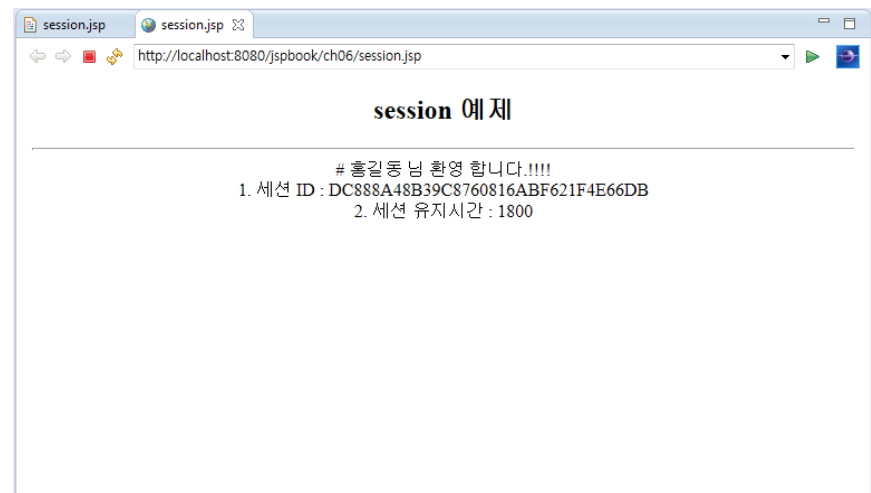 session.jsp
session.jsp
http://localhost:8080/jspbook/ch06/session.jsp
session 예제
# 홍길동 님 환영 합니다.!!!!
1. 세션 ID : DC888A48B39C8760816ABF621F4E66DB
2. 세션 유지시간 : 1800